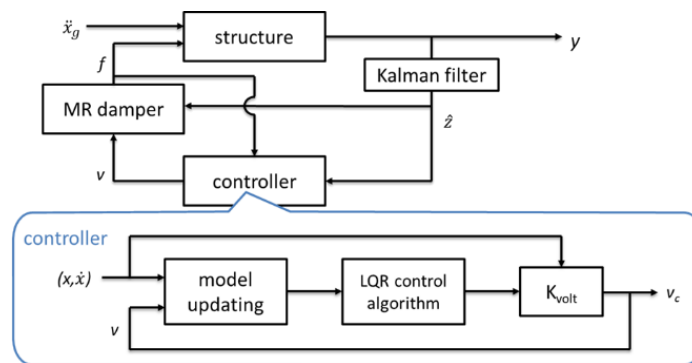 ẍg
structure
y
f
Kalman filter
MR damper
ẑ
v
controller
controller
(x,ẋ)
model
updating
LQR control
algorithm
Kvolt
vc
v